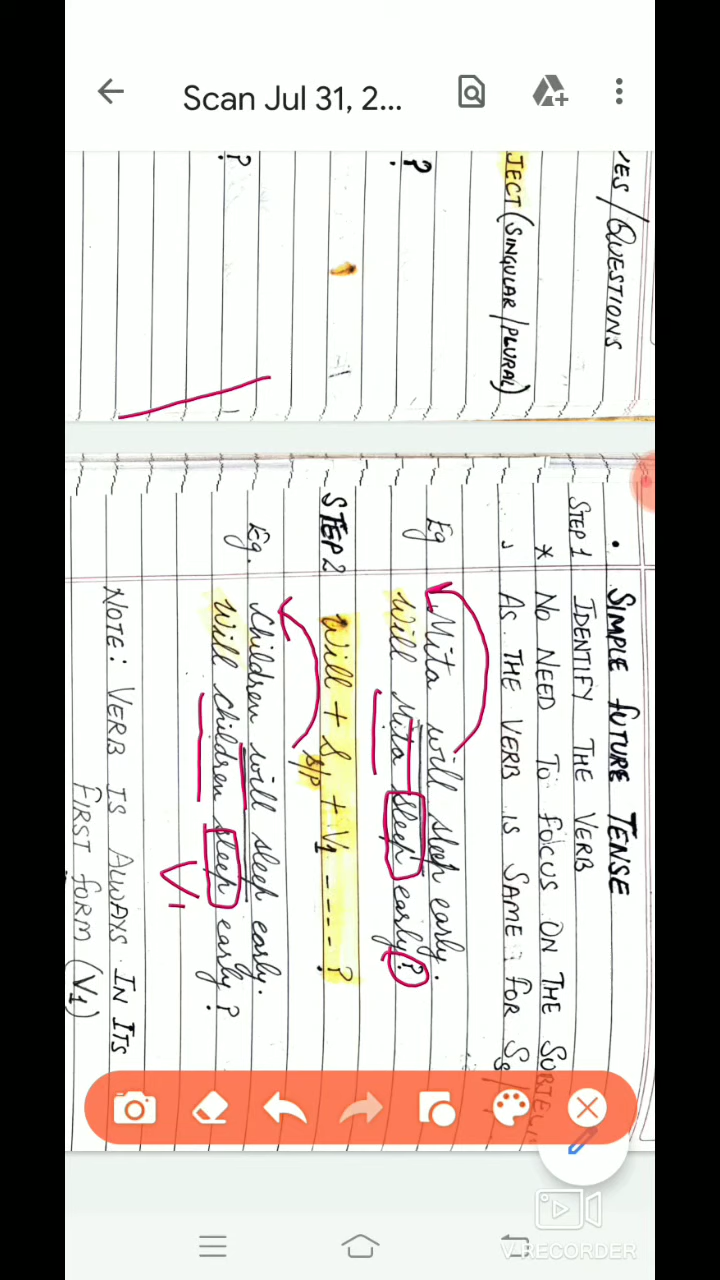 Scan Jul 31, 2...
/QUESTIONS
JECT (SINGULAR/PLURAL)
?
?
• SIMPLE FUTURE TENSE
STEP 1 IDENTIFY THE VERB
* NO NEED TO FOCUS ON THE
AS THE VERB IS SAME FOR Ss/
Eg Mita will sleep early.
Will Mita sleep early?
STEP 2 Will + S + V1 ----?
S/P
Eg. Children will sleep early.
Will children sleep early?
V1
NOTE: VERB IS ALWAYS IN ITS
FIRST FORM (V1)
V.RECORDER